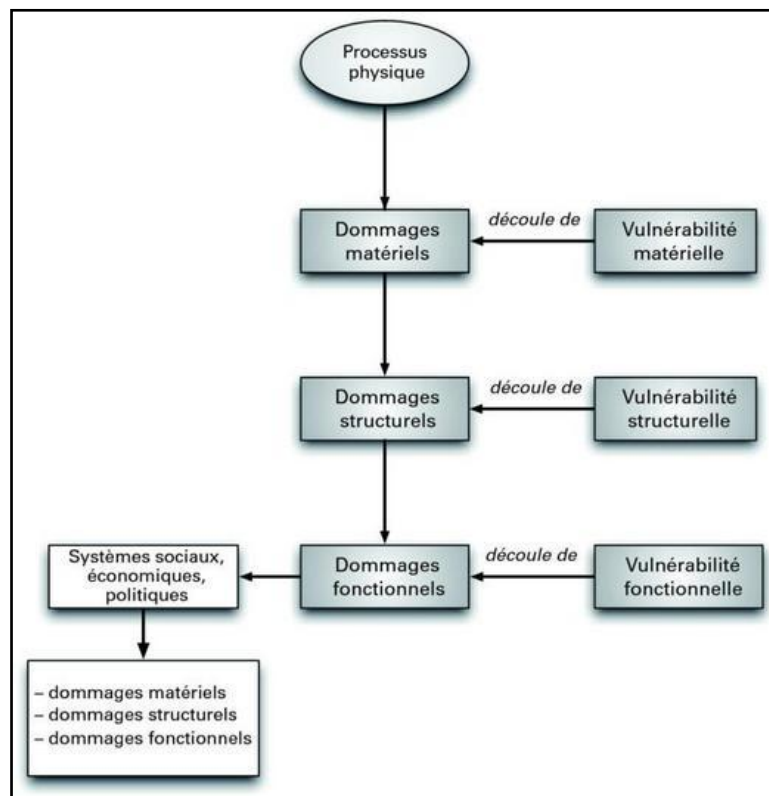 Processus
physique
Dommages
matériels
découle de
Vulnérabilité
matérielle
Dommages
structurels
découle de
Vulnérabilité
structurelle
Systèmes sociaux,
économiques,
politiques
Dommages
fonctionnels
découle de
Vulnérabilité
fonctionnelle
– dommages matériels
– dommages structurels
– dommages fonctionnels